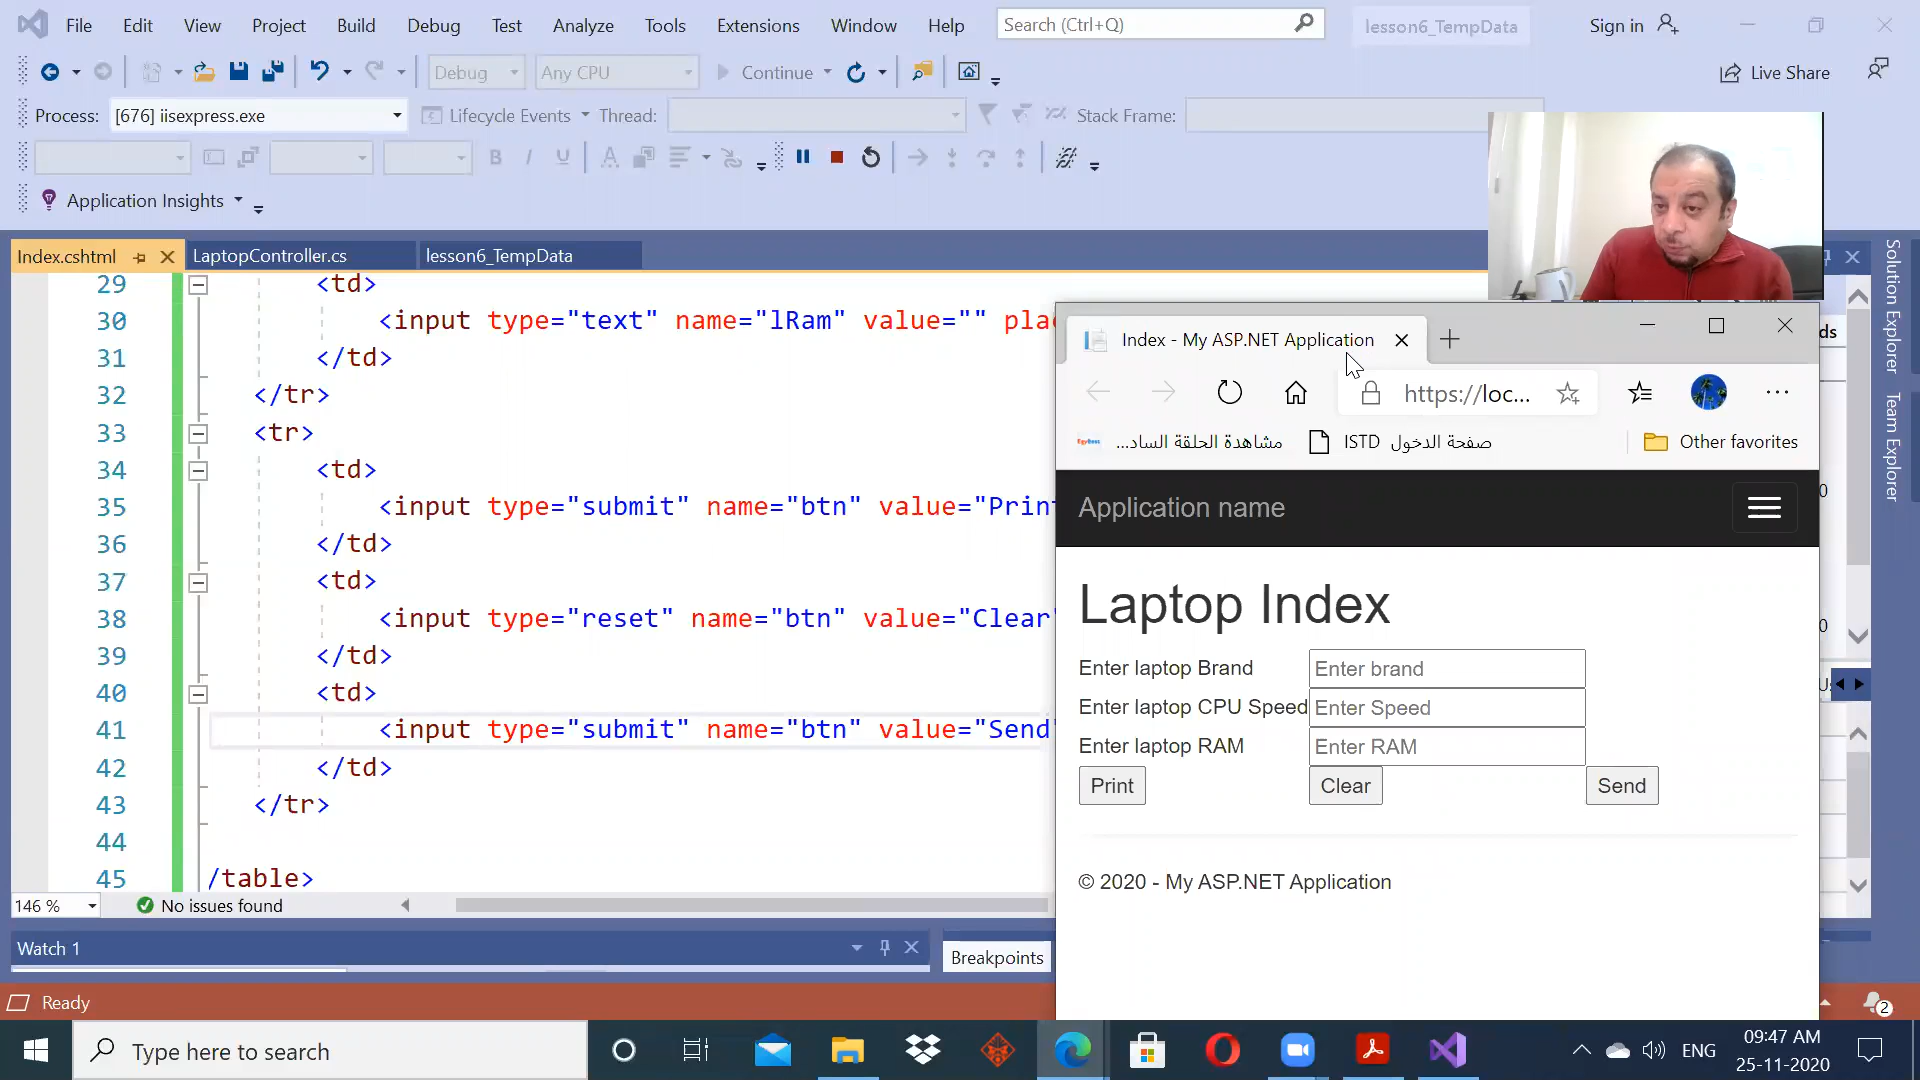 File Edit View Project Build Debug Test Analyze Tools Extensions Window Help Search (Ctrl+Q) lesson6_TempData Sign in
Debug Any CPU Continue Live Share
Process: [676] iisexpress.exe Lifecycle Events Thread: Stack Frame:
B I U A
Application Insights
Index.cshtml LaptopController.cs lesson6_TempData
29 <td>
30 <input type="text" name="lRam" value="" pla
31 </td>
32 </tr>
33 <tr>
34 <td>
35 <input type="submit" name="btn" value="Print
36 </td>
37 <td>
38 <input type="reset" name="btn" value="Clear"
39 </td>
40 <td>
41 <input type="submit" name="btn" value="Send"
42 </td>
43 </tr>
44
45 /table>
146 % No issues found
Watch 1
Breakpoints
Ready
Solution Explorer
Team Explorer
Index - My ASP.NET Application
https://loc...
مشاهدة الحلقة الساد...
ISTD صفحة الدخول
Other favorites
Application name
Laptop Index
Enter laptop Brand Enter brand
Enter laptop CPU Speed Enter Speed
Enter laptop RAM Enter RAM
Print Clear Send
© 2020 - My ASP.NET Application
2
Type here to search
ENG
09:47 AM
25-11-2020